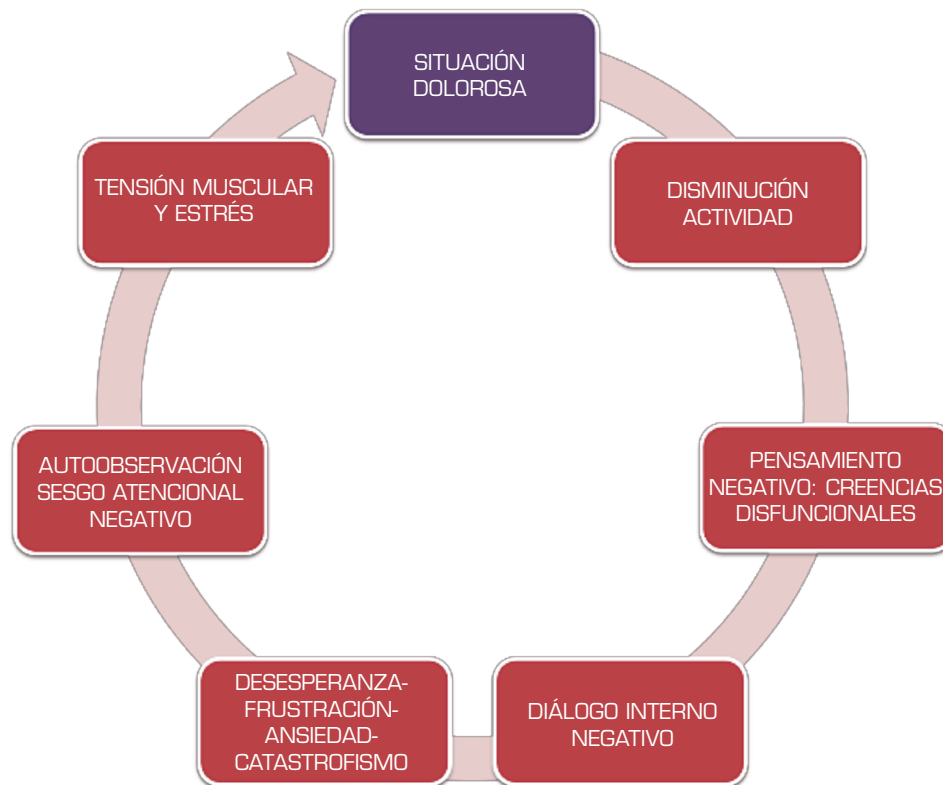 SITUACIÓN
DOLOROSA
DISMINUCIÓN
ACTIVIDAD
PENSAMIENTO
NEGATIVO: CREENCIAS
DISFUNCIONALES
DIÁLOGO INTERNO
NEGATIVO
DESESPERANZA-
FRUSTRACIÓN-
ANSIEDAD-
CATASTROFISMO
AUTOOBSERVACIÓN
SESGO ATENCIONAL
NEGATIVO
TENSIÓN MUSCULAR
Y ESTRÉS